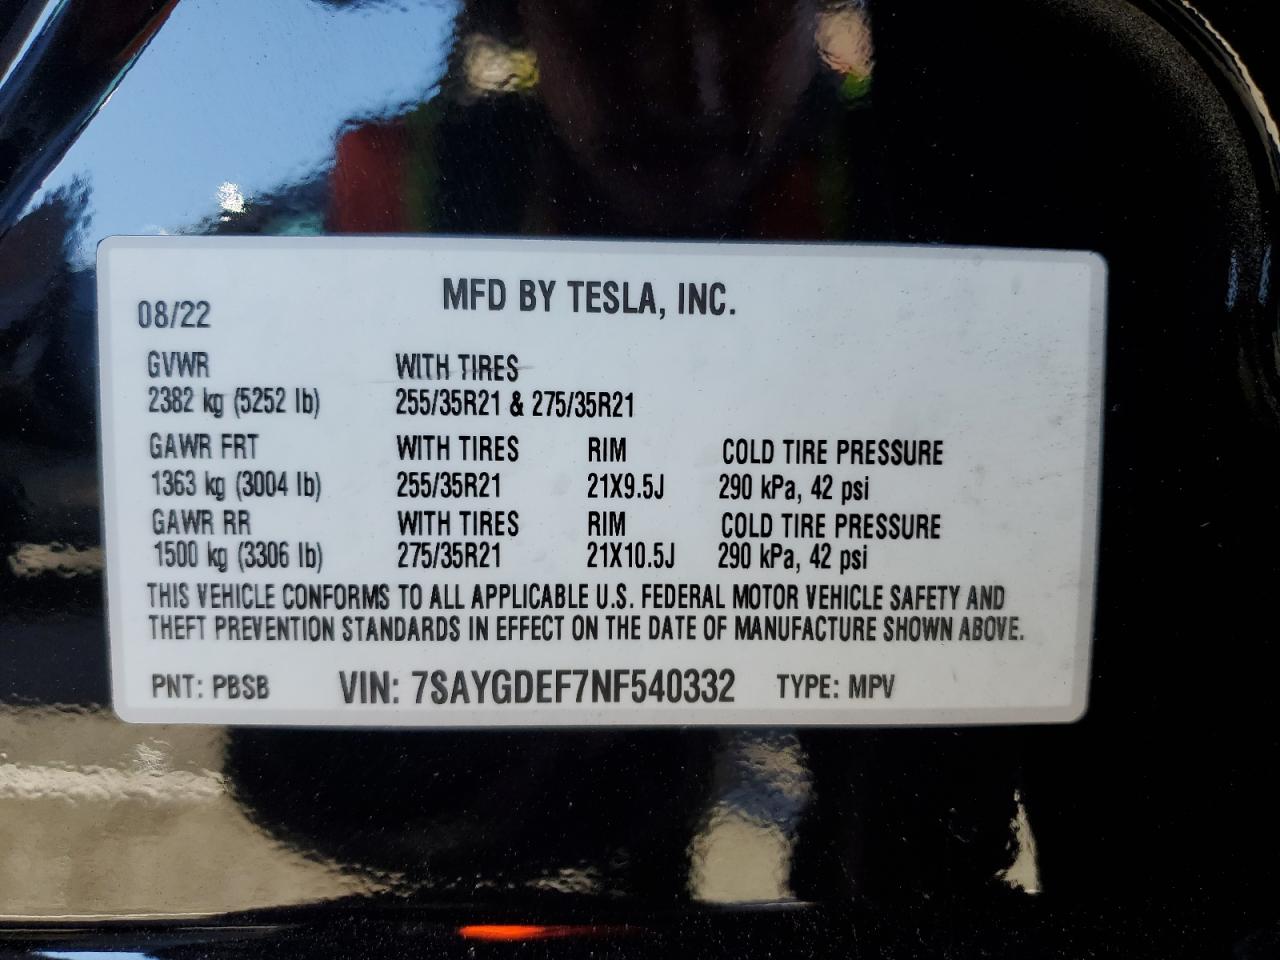 MFD BY TESLA, INC.
08/22
GVWR WITH TIRES
2382 kg (5252 lb) 255/35R21 & 275/35R21
GAWR FRT WITH TIRES RIM COLD TIRE PRESSURE
1363 kg (3004 lb) 255/35R21 21X9.5J 290 kPa, 42 psi
GAWR RR WITH TIRES RIM COLD TIRE PRESSURE
1500 kg (3306 lb) 275/35R21 21X10.5J 290 kPa, 42 psi
THIS VEHICLE CONFORMS TO ALL APPLICABLE U.S. FEDERAL MOTOR VEHICLE SAFETY AND
THEFT PREVENTION STANDARDS IN EFFECT ON THE DATE OF MANUFACTURE SHOWN ABOVE.
PNT: PBSB VIN: 7SAYGDEF7NF540332 TYPE: MPV